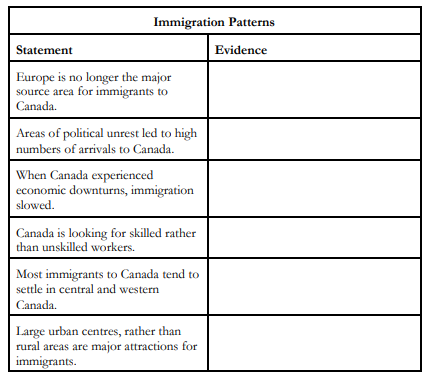 Immigration Patterns
Statement
Evidence
Europe is no longer the major
source area for immigrants to
Canada.
Areas of political unrest led to high
numbers of arrivals to Canada.
When Canada experienced
economic downturns, immigration
slowed.
Canada is looking for skilled rather
than unskilled workers.
Most immigrants to Canada tend to
settle in central and western
Canada.
Large urban centres, rather than
rural areas are major attractions for
immigrants.